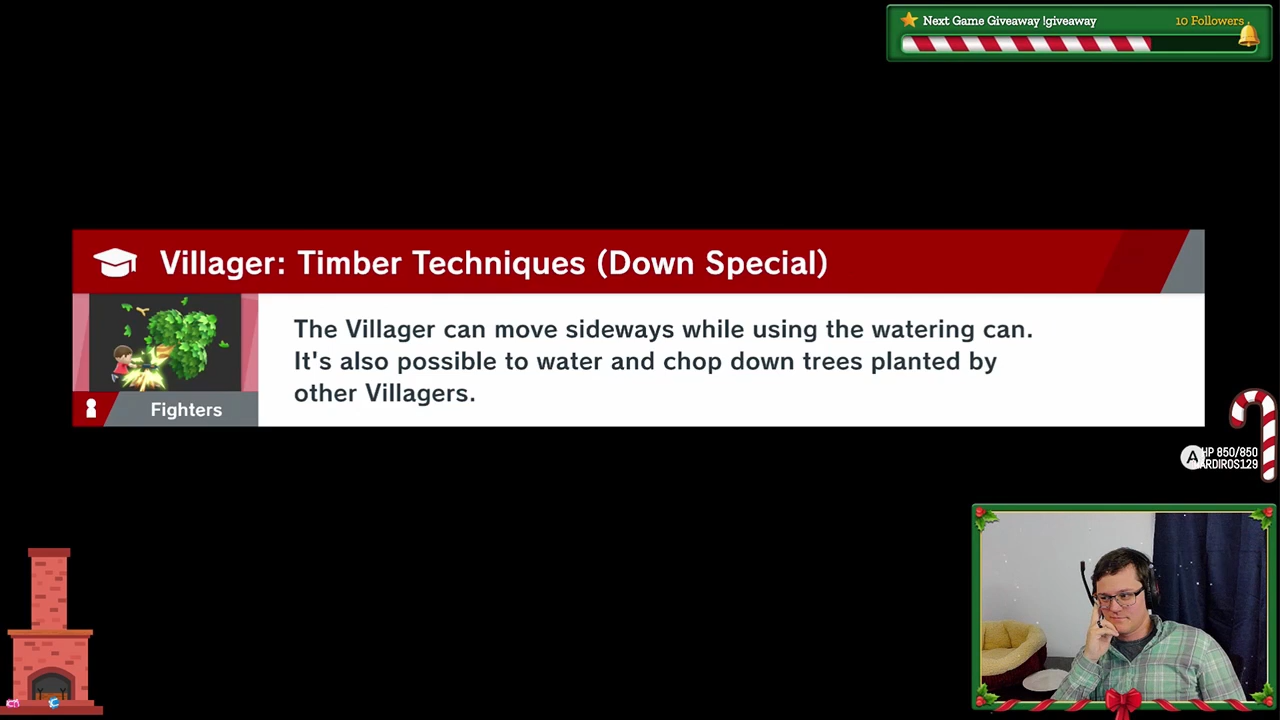 Next Game Giveaway !giveaway
10 Followers
Villager: Timber Techniques (Down Special)
The Villager can move sideways while using the watering can.
It's also possible to water and chop down trees planted by
other Villagers.
Fighters
A
HP 850/850